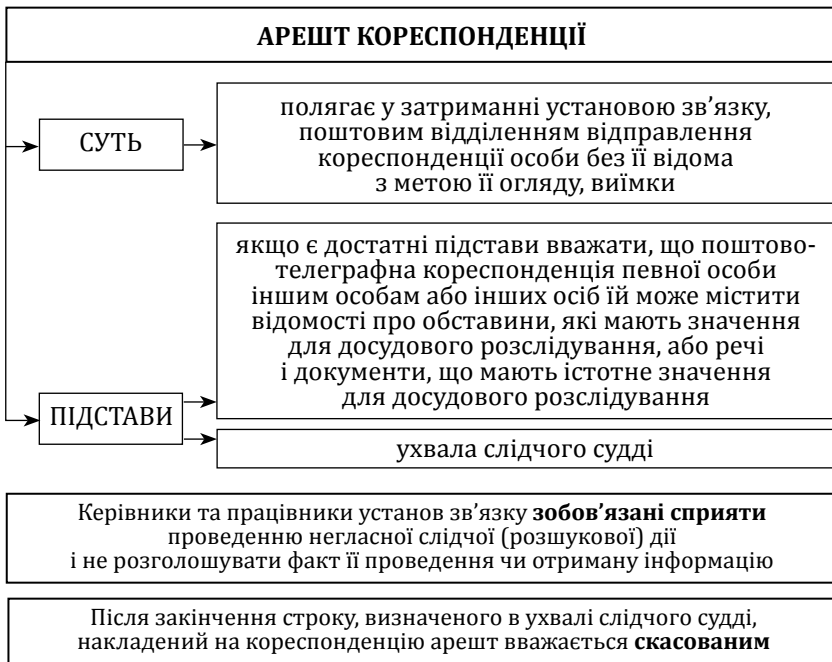 АРЕШТ КОРЕСПОНДЕНЦІЇ
СУТЬ
полягає у затриманні установою зв’язку,
поштовим відділенням відправлення
кореспонденції особи без її відома
з метою її огляду, виїмки
ПІДСТАВИ
якщо є достатні підстави вважати, що поштово-
телеграфна кореспонденція певної особи
іншим особам або інших осіб їй може містити
відомості про обставини, які мають значення
для досудового розслідування, або речі
і документи, що мають істотне значення
для досудового розслідування
ухвала слідчого судді
Керівники та працівники установ зв’язку зобов’язані сприяти
проведенню негласної слідчої (розшукової) дії
і не розголошувати факт її проведення чи отриману інформацію
Після закінчення строку, визначеного в ухвалі слідчого судді,
накладений на кореспонденцію арешт вважається скасованим